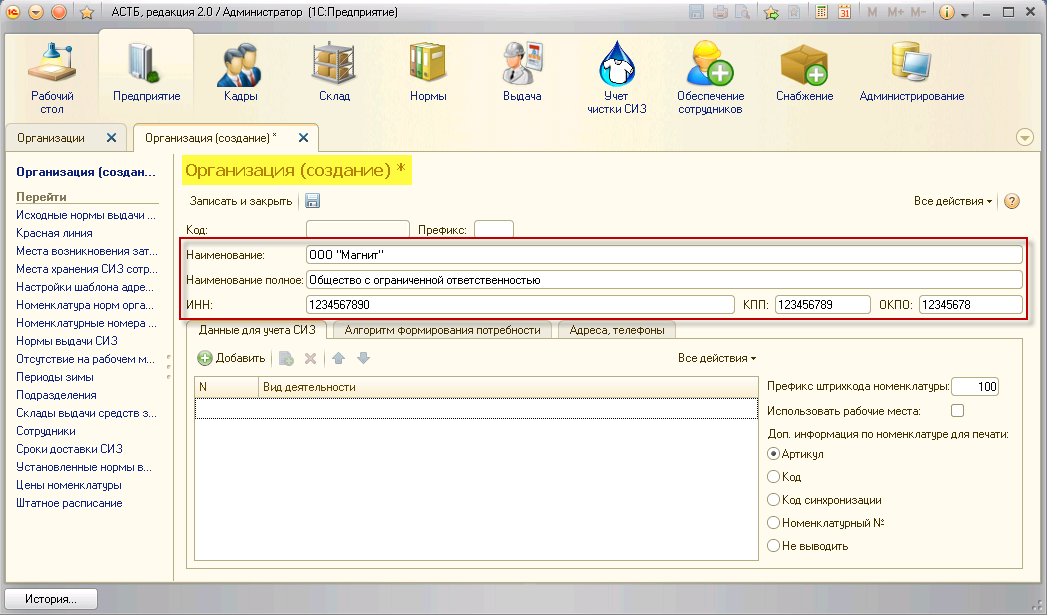 АСТБ, редакция 2.0 / Администратор (1С:Предприятие)
M M+ M-
Рабочий стол
Предприятие
Кадры
Склад
Нормы
Выдача
Учет чистки СИЗ
Обеспечение сотрудников
Снабжение
Администрирование
Организации
Организация (создание) *
Организация (создан...
Перейти
Исходные нормы выдачи ...
Красная линия
Места возникновения зат...
Места хранения СИЗ сотр...
Настройки шаблона адре...
Номенклатура норм орга...
Номенклатурные номера ...
Нормы выдачи СИЗ
Отсутствие на рабочем м...
Периоды зимы
Подразделения
Склады выдачи средств з...
Сотрудники
Сроки доставки СИЗ
Установленные нормы в...
Цены номенклатуры
Штатное расписание
Организация (создание) *
Записать и закрыть
Все действия
Код:
Префикс:
Наименование: ООО "Магнит"
Наименование полное: Общество с ограниченной ответственностью
ИНН: 1234567890 КПП: 123456789 ОКПО: 12345678
Данные для учета СИЗ
Алгоритм формирования потребности
Адреса, телефоны
Добавить
Все действия
N
Вид деятельности
Префикс штрихкода номенклатуры: 100
Использовать рабочие места:
Доп. информация по номенклатуре для печати:
Артикул
Код
Код синхронизации
Номенклатурный №
Не выводить
История...